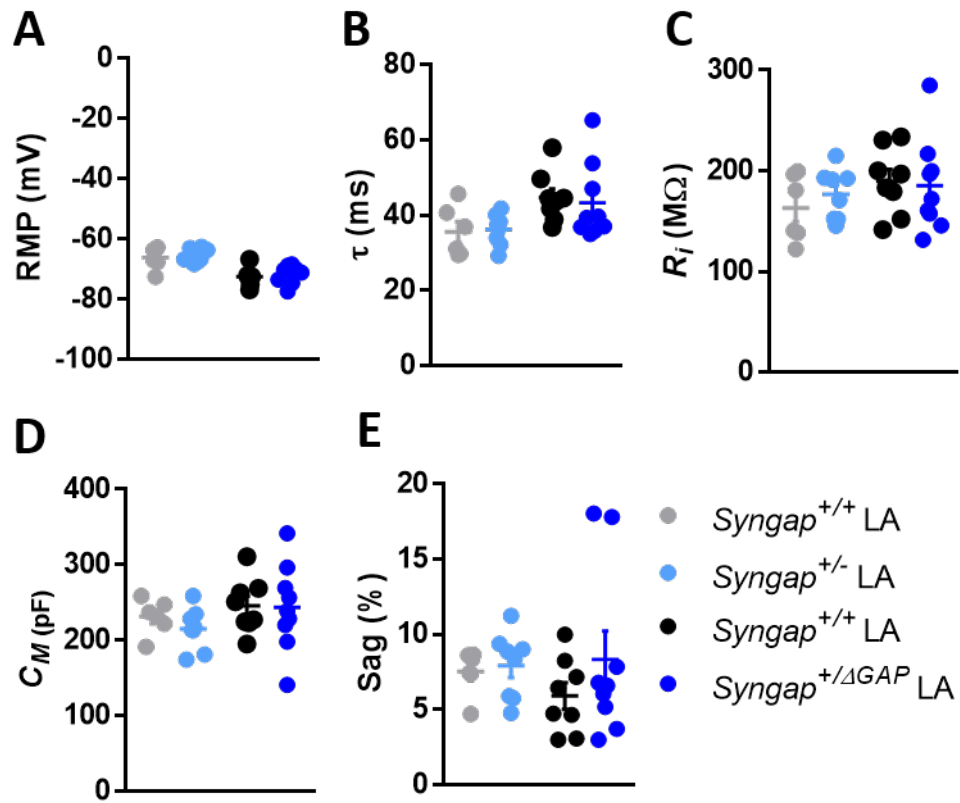 A
RMP (mV)
0
-20
-40
-60
-80
-100
B
τ (ms)
80
60
40
20
0
C
Ri (MΩ)
300
200
100
0
D
CM (pF)
400
300
200
100
0
E
Sag (%)
20
15
10
5
0
Syngap+/+ LA
Syngap+/- LA
Syngap+/+ LA
Syngap+/ΔGAP LA